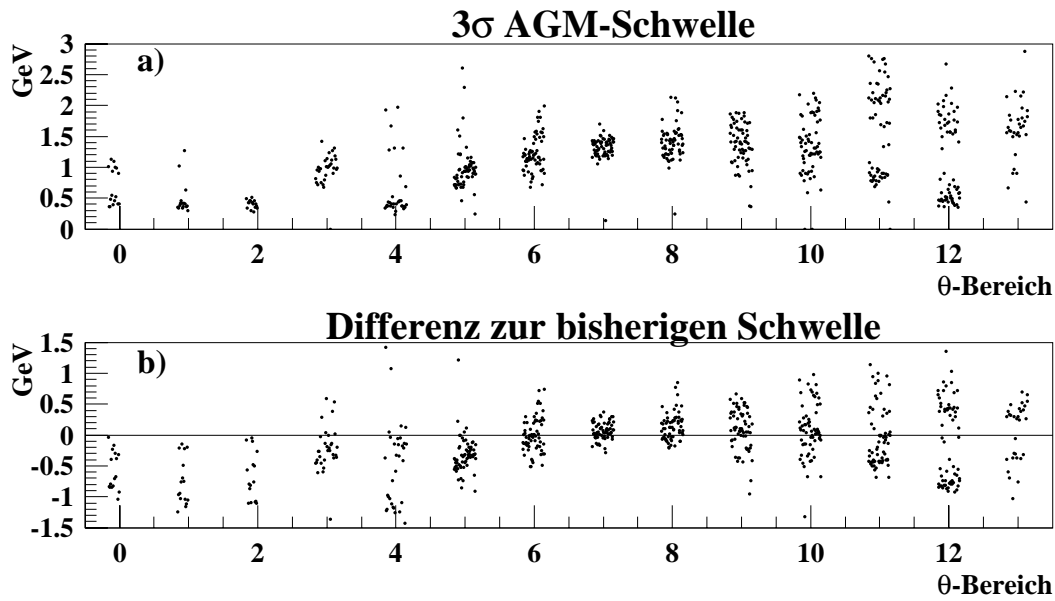 3σ AGM-Schwelle
GeV
a)
3
2.5
2
1.5
1
0.5
0
0 2 4 6 8 10 12
θ-Bereich
Differenz zur bisherigen Schwelle
GeV
b)
1.5
1
0.5
0
-0.5
-1
-1.5
0 2 4 6 8 10 12
θ-Bereich